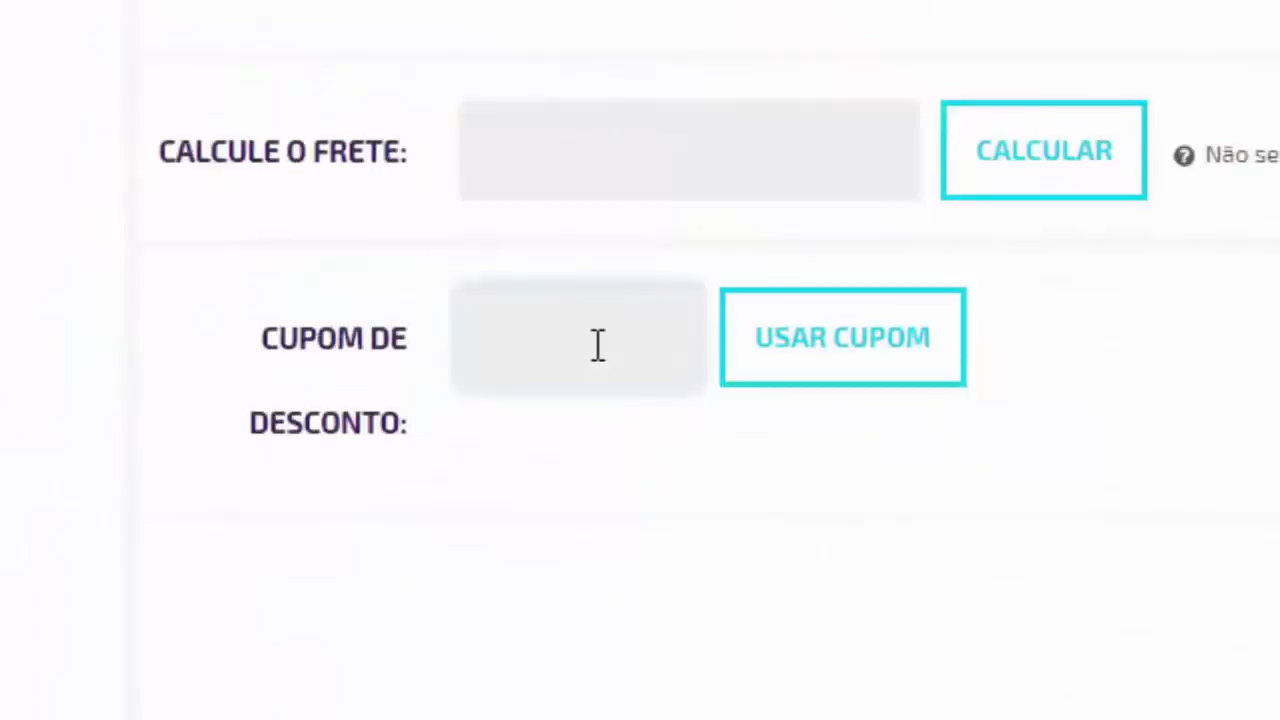 CALCULE O FRETE:
CALCULAR
Não se
CUPOM DE
USAR CUPOM
DESCONTO: